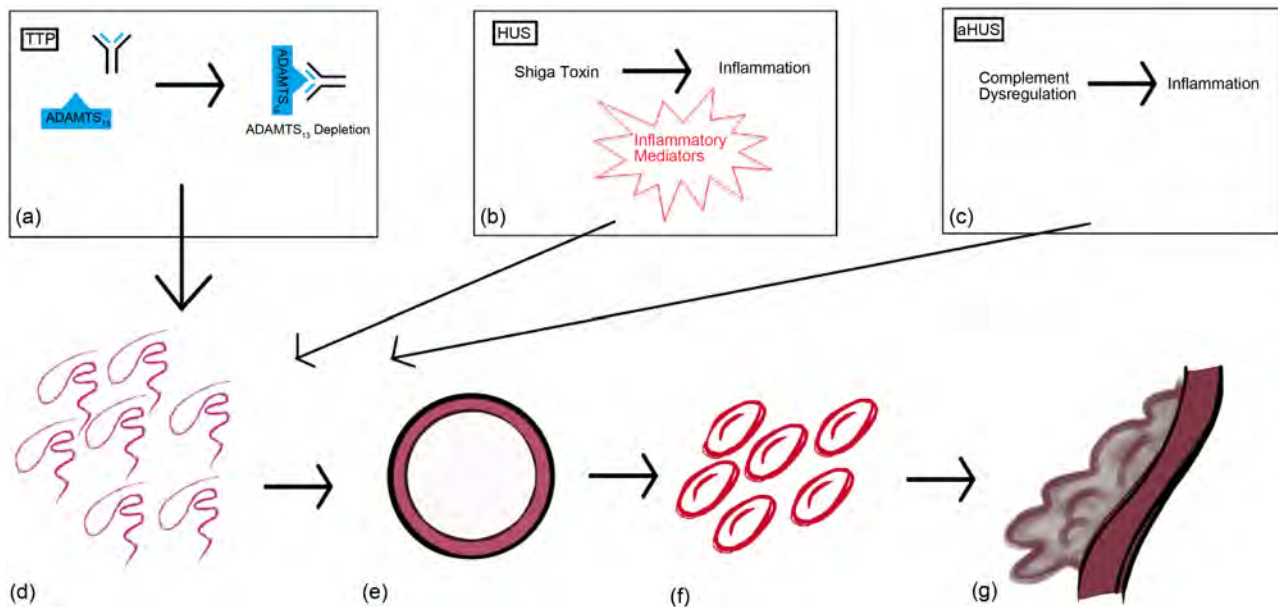 TTP
ADAMTS₁₃
ADAMTS₁₃
ADAMTS₁₃ Depletion
(a)
HUS
Shiga Toxin
Inflammation
Inflammatory
Mediators
(b)
aHUS
Complement
Dysregulation
Inflammation
(c)
(d)
(e)
(f)
(g)